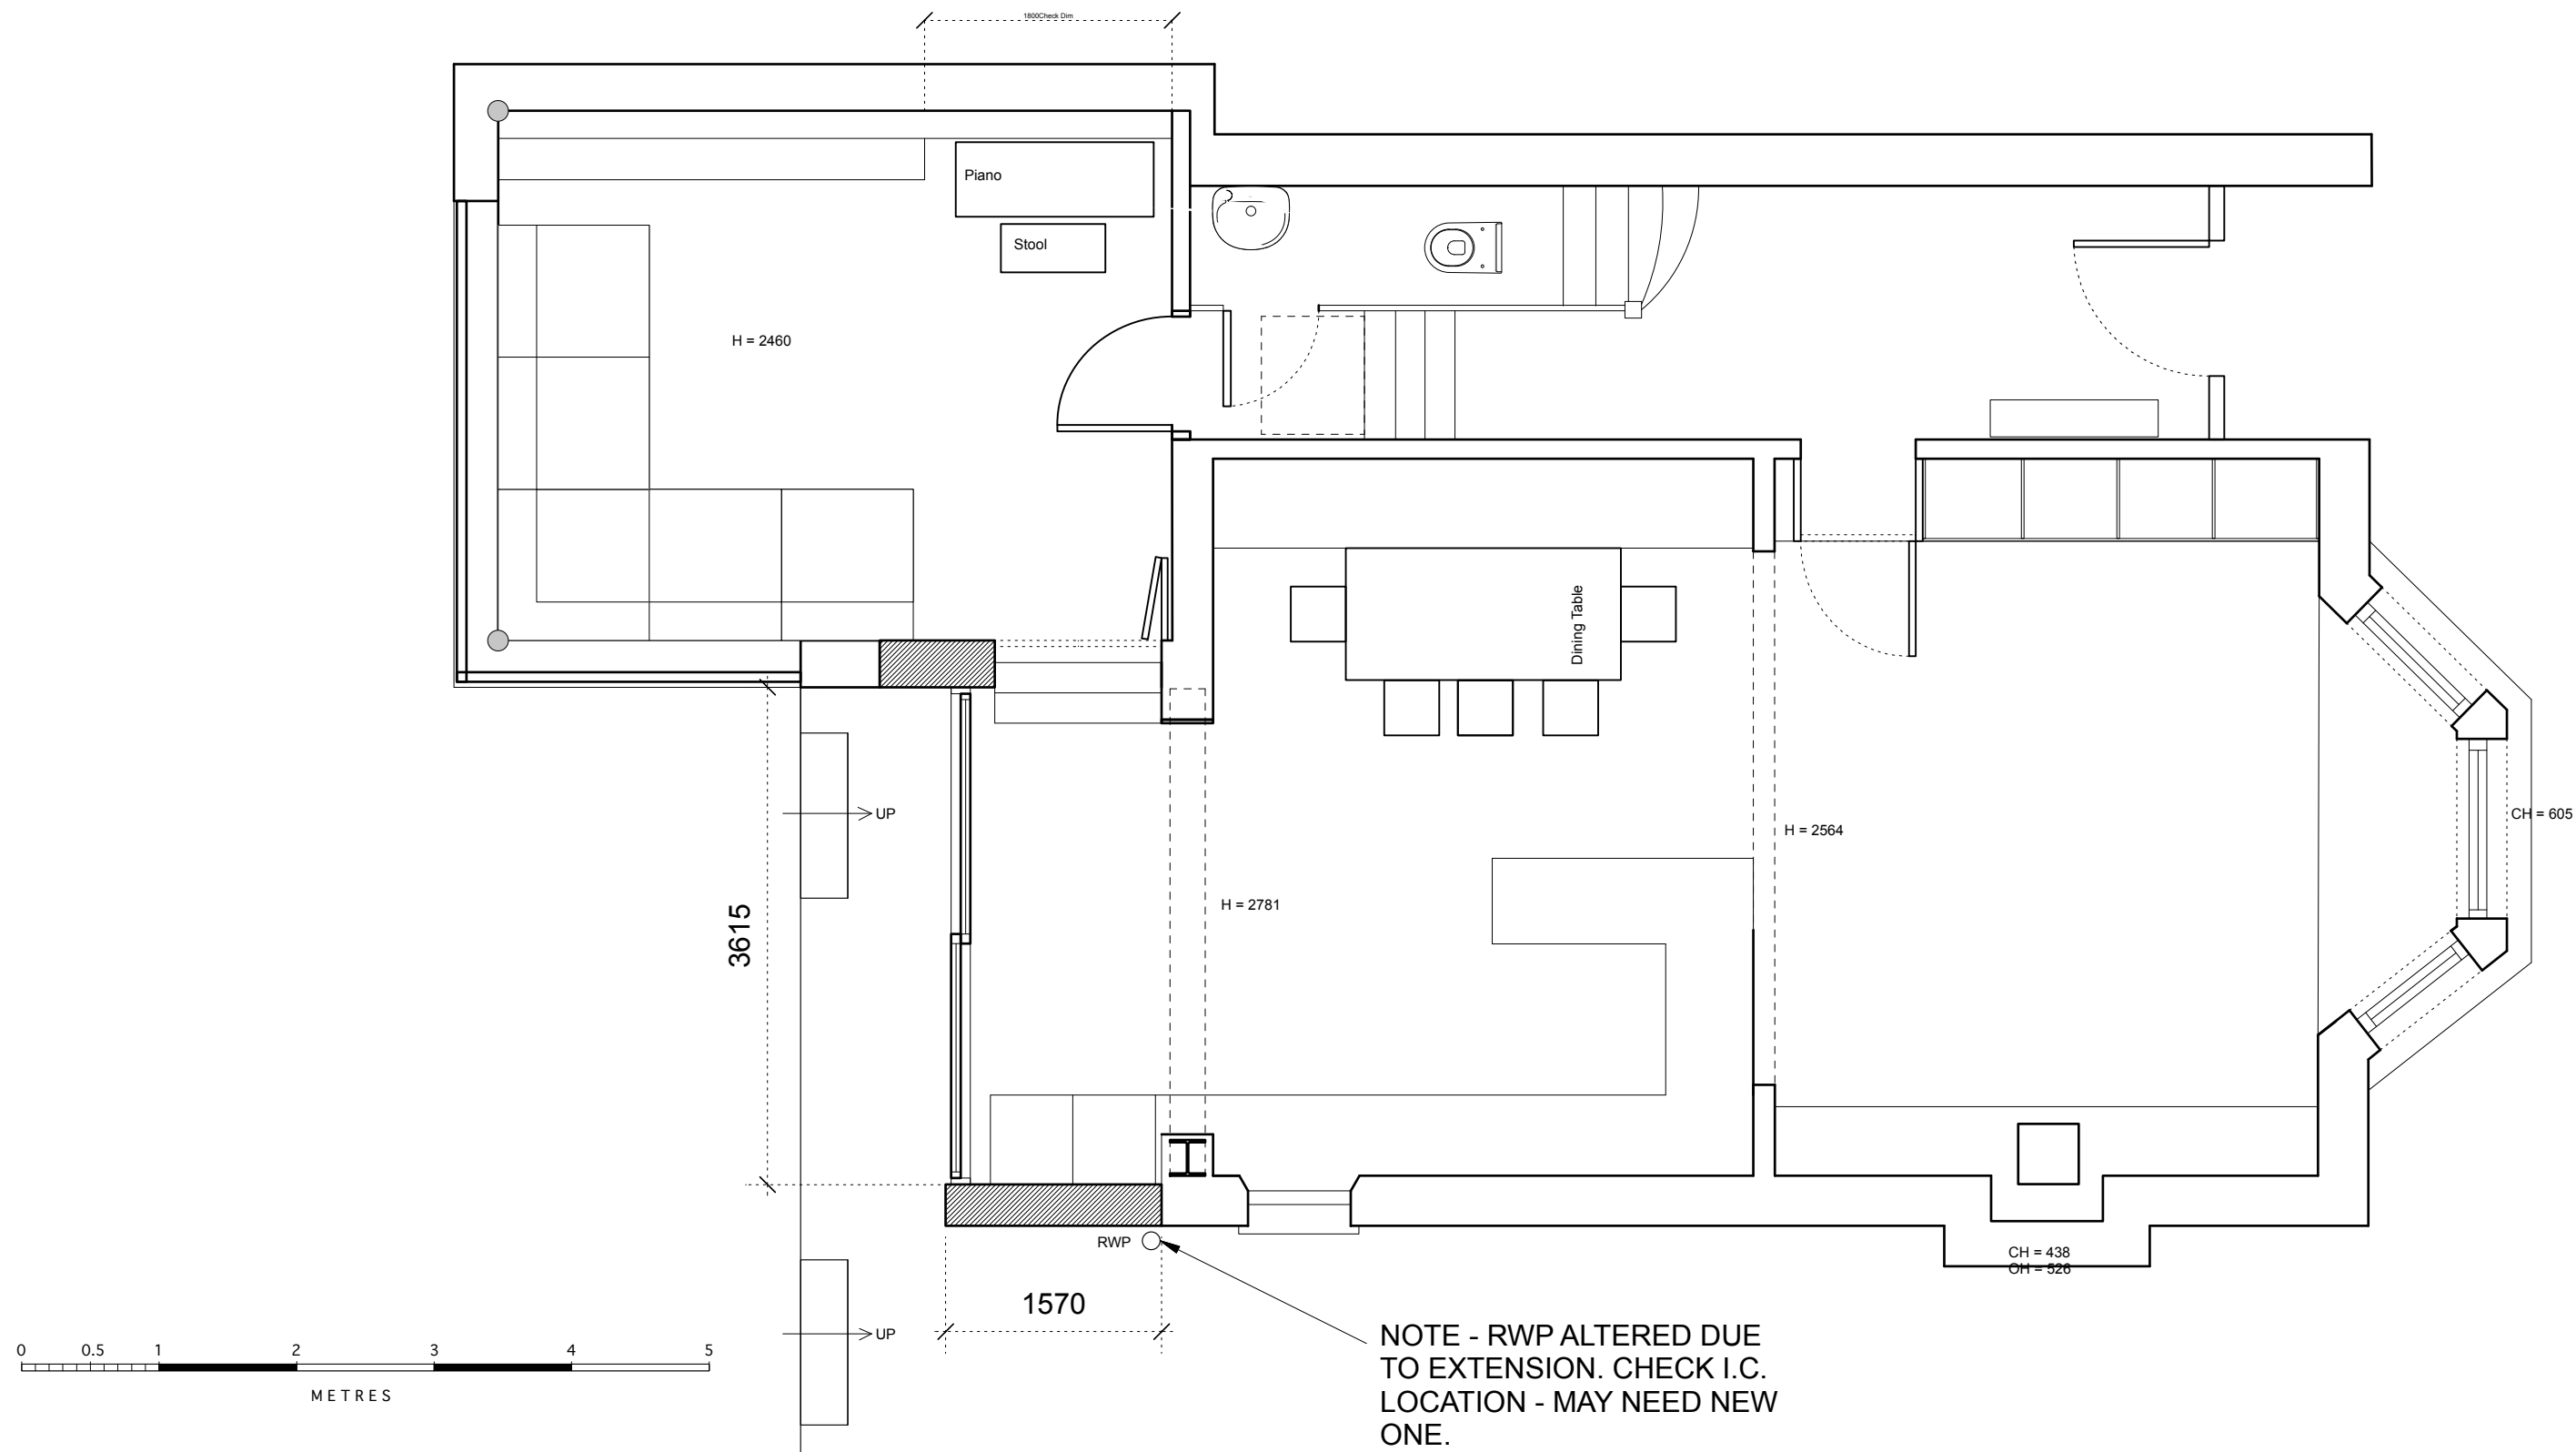 1800Check Dim
Piano
Stool
H = 2460
Dining Table
UP
CH = 605
H = 2564
H = 2781
3615
RWP
CH = 438
OH = 526
1570
UP
NOTE - RWP ALTERED DUE
TO EXTENSION. CHECK I.C.
LOCATION - MAY NEED NEW
ONE.
0 0.5 1 2 3 4 5
METRES